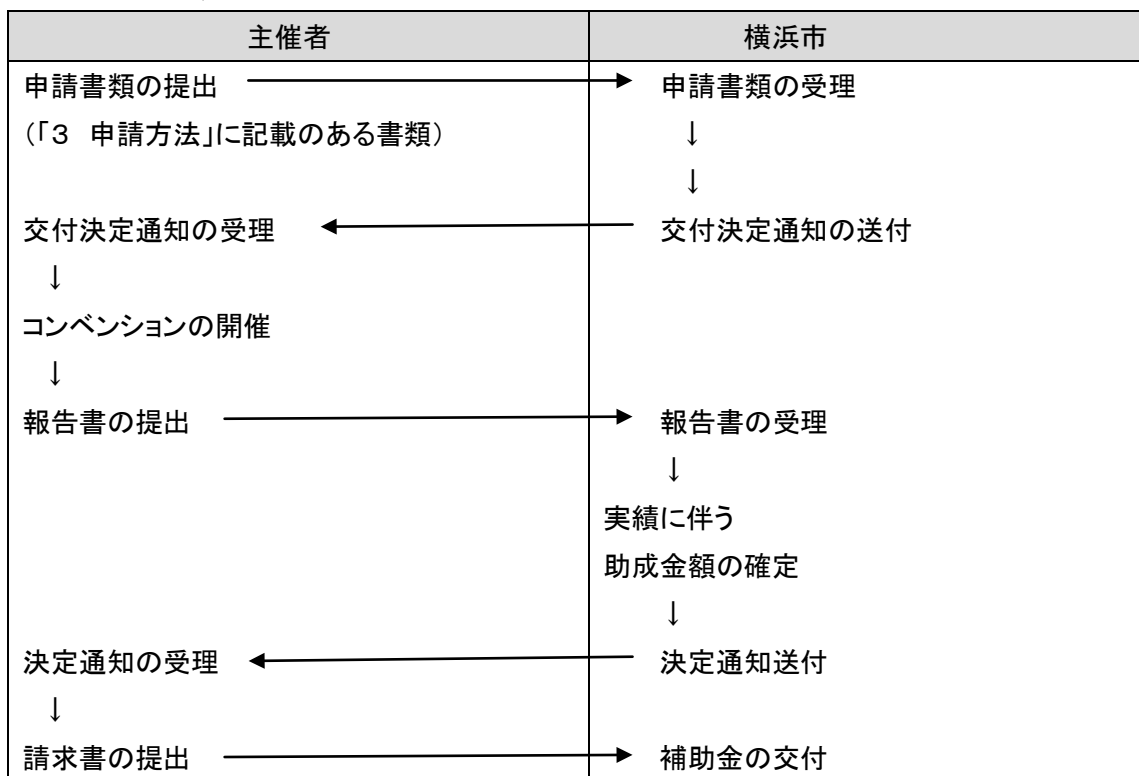 主催者 横浜市
申請書類の提出 → 申請書類の受理
(「3 申請方法」に記載のある書類) ↓
↓
交付決定通知の受理 ← 交付決定通知の送付
↓
コンベンションの開催
↓
報告書の提出 → 報告書の受理
↓
実績に伴う
助成金額の確定
↓
決定通知の受理 ← 決定通知送付
↓
請求書の提出 → 補助金の交付